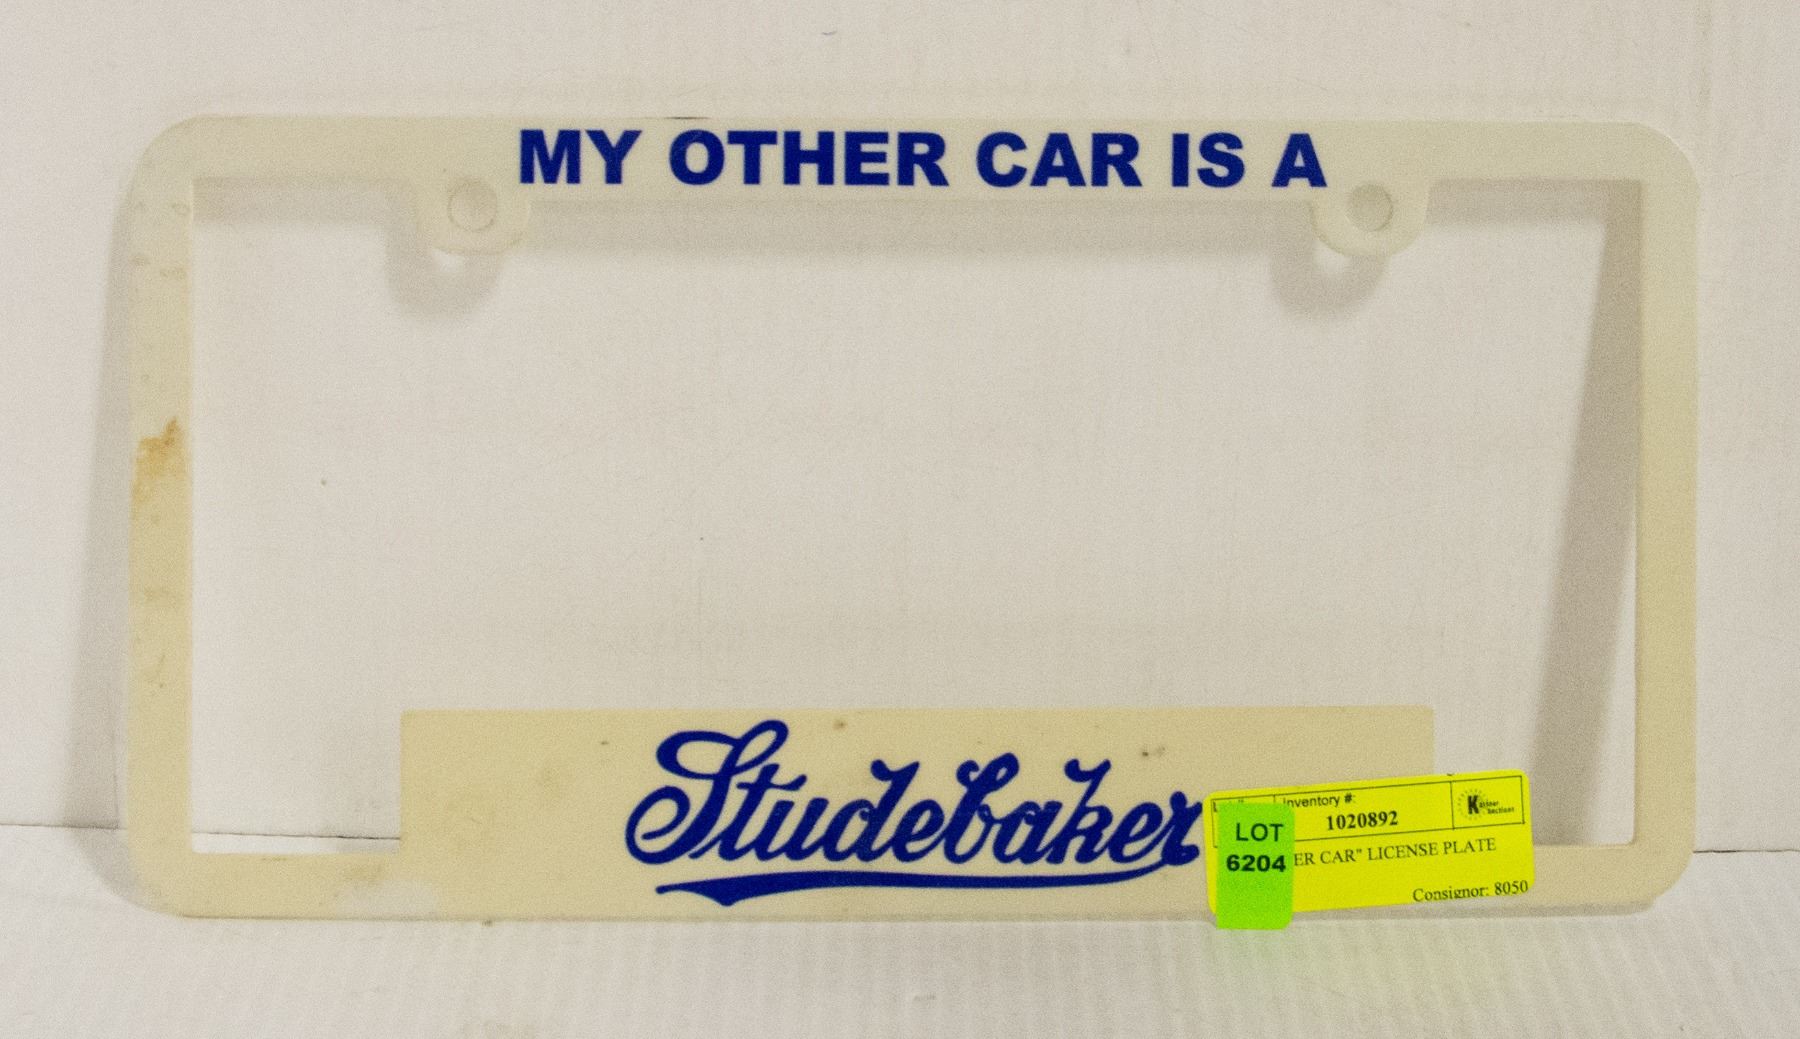 MY OTHER CAR IS A
Studebaker
Inventory #:
1020892
LOT
6204
ER CAR" LICENSE PLATE
Consignor: 8050